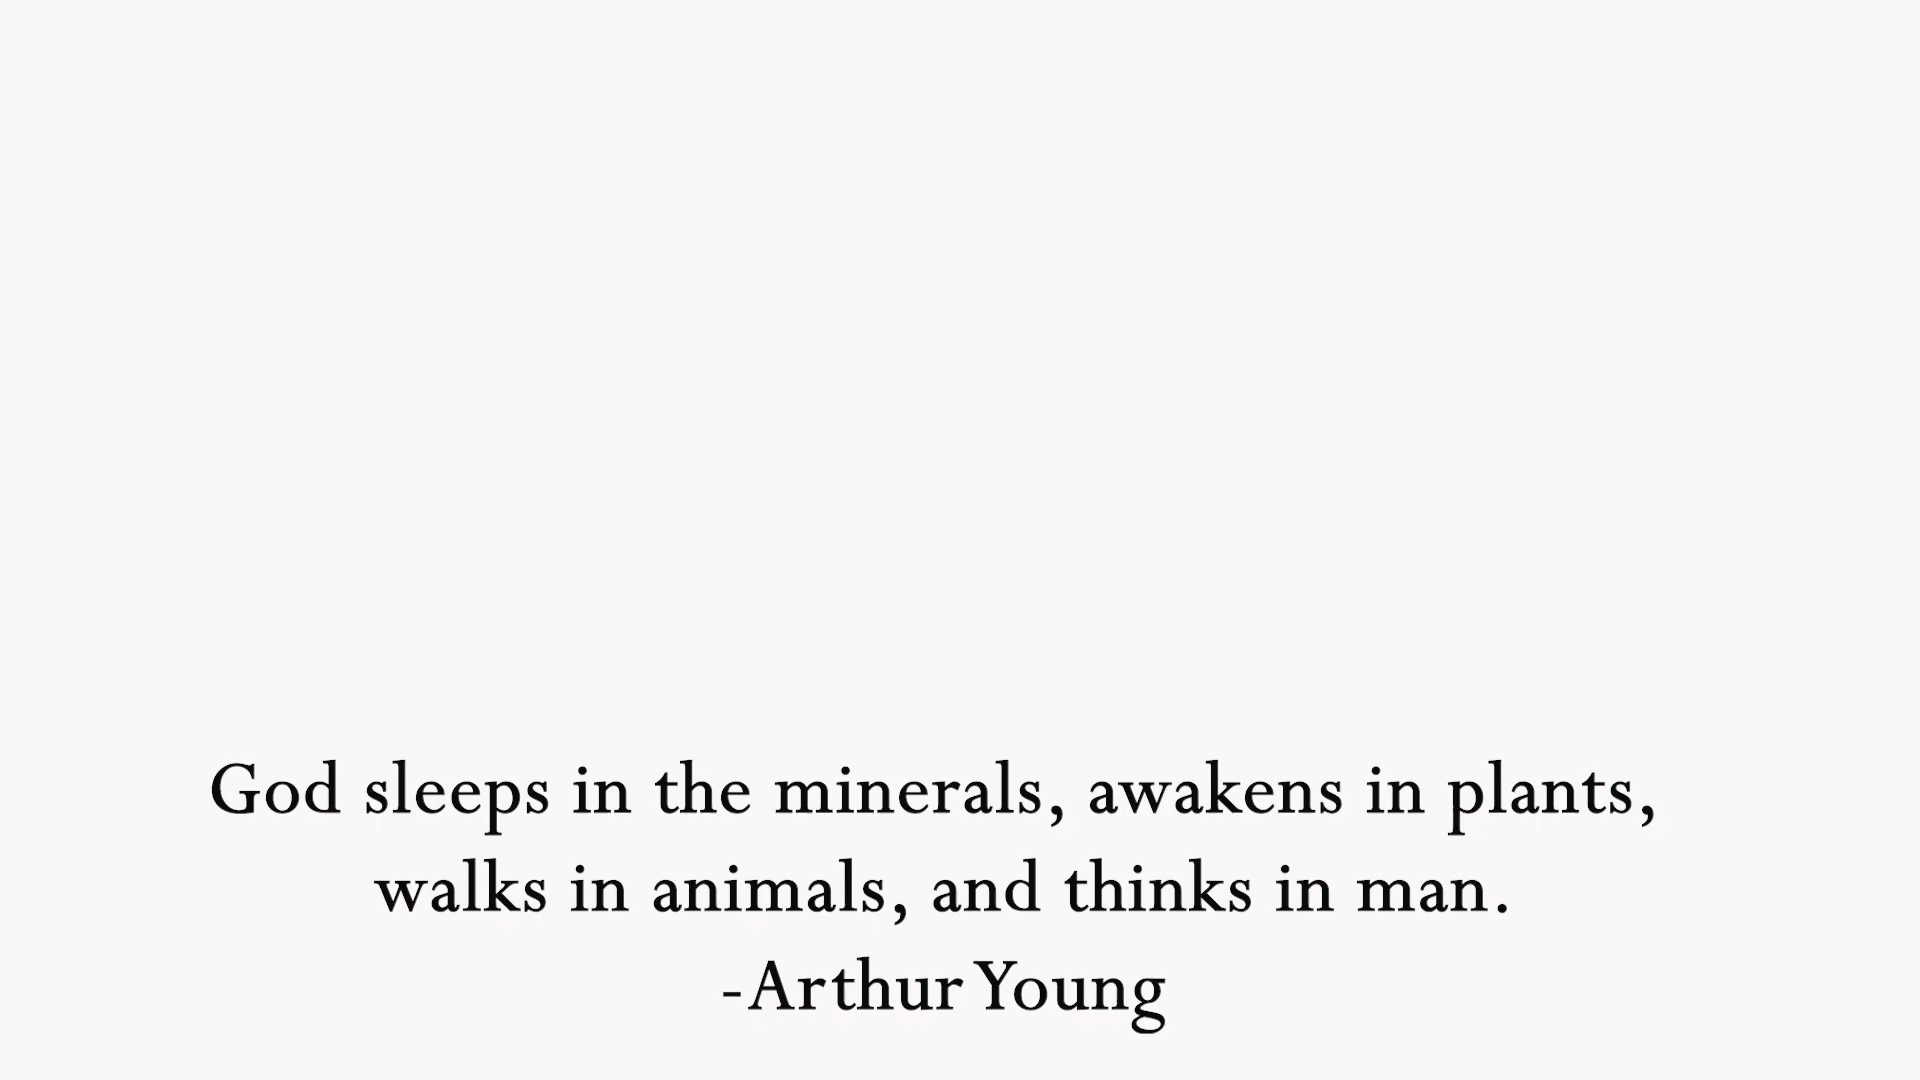 God sleeps in the minerals, awakens in plants,
walks in animals, and thinks in man.
-Arthur Young